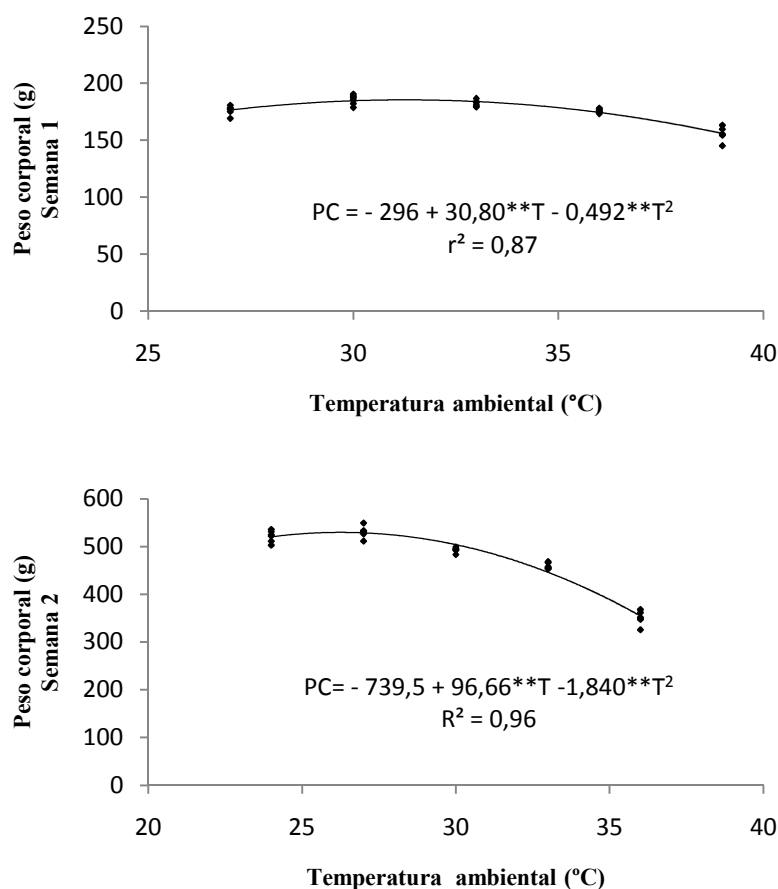 250
200
150
100
50
0
Peso corporal (g)
Semana 1
PC = - 296 + 30,80**T - 0,492**T²
r² = 0,87
25 30 35 40
Temperatura ambiental (°C)
600
500
400
300
200
100
0
Peso corporal (g)
Semana 2
PC= - 739,5 + 96,66**T -1,840**T²
R² = 0,96
20 25 30 35 40
Temperatura ambiental (ºC)